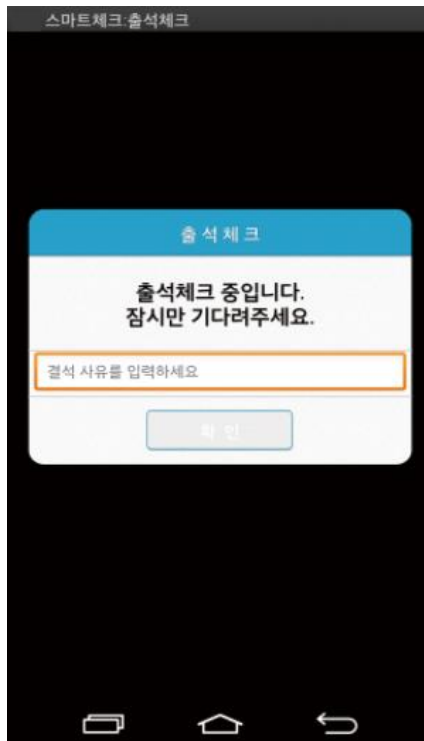 스마트체크:출석체크
출석체크
출석체크 중입니다.
잠시만 기다려주세요.
결석 사유를 입력하세요
확인